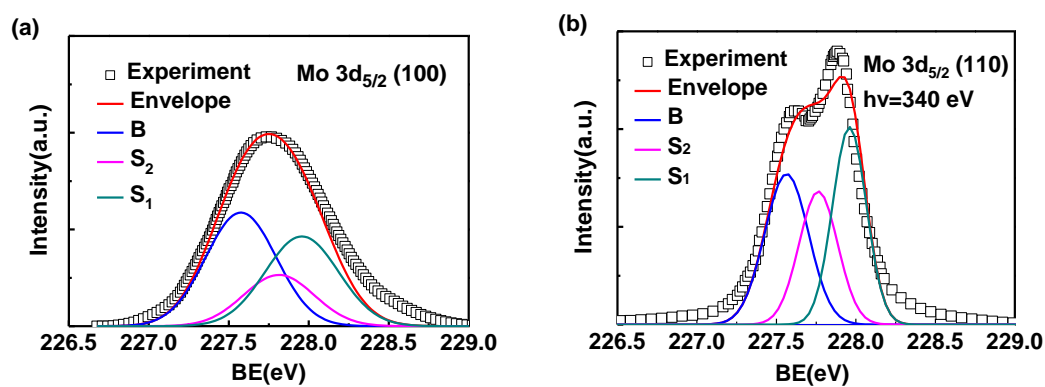 (a)
Experiment
Mo 3d5/2 (100)
Envelope
B
S2
S1
Intensity(a.u.)
226.5 227.0 227.5 228.0 228.5 229.0
BE(eV)
(b)
Experiment
Mo 3d5/2 (110)
Envelope
hν=340 eV
B
S2
S1
Intensity(a.u.)
226.5 227.0 227.5 228.0 228.5 229.0
BE(eV)